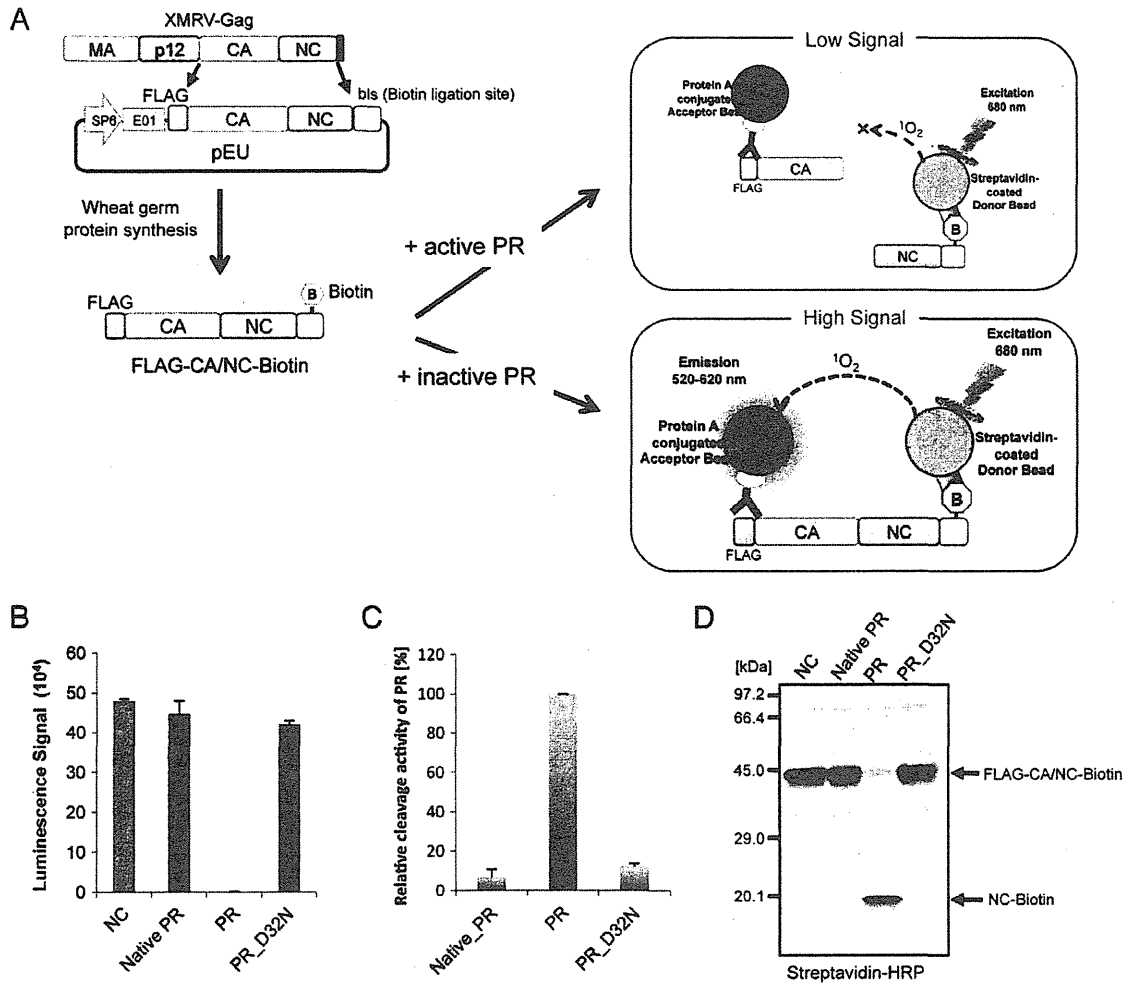 A
XMRV-Gag
MA p12 CA NC
FLAG
bls (Biotin ligation site)
SP6 E01 CA NC
pEU
Wheat germ
protein synthesis
FLAG
B Biotin
CA NC
FLAG-CA/NC-Biotin
+ active PR
+ inactive PR
Low Signal
Protein A
conjugated
Acceptor Bea
Excitation
680 nm
¹O₂
Streptavidin-
coated
Donor Bead
CA
FLAG
B
NC
High Signal
Emission
520-620 nm
Excitation
680 nm
¹O₂
Protein A
conjugated
Acceptor Bea
Streptavidin-
coated
Donor Bead
B
CA NC
FLAG
B
Luminescence Signal (10⁴)
60
50
40
30
20
10
0
NC
Native PR
PR
PR_D32N
C
Relative cleavage activity of PR [%]
120
100
80
60
40
20
0
Native_PR
PR
PR_D32N
D
[kDa]
NC
Native PR
PR
PR_D32N
97.2
66.4
45.0
29.0
20.1
FLAG-CA/NC-Biotin
NC-Biotin
Streptavidin-HRP